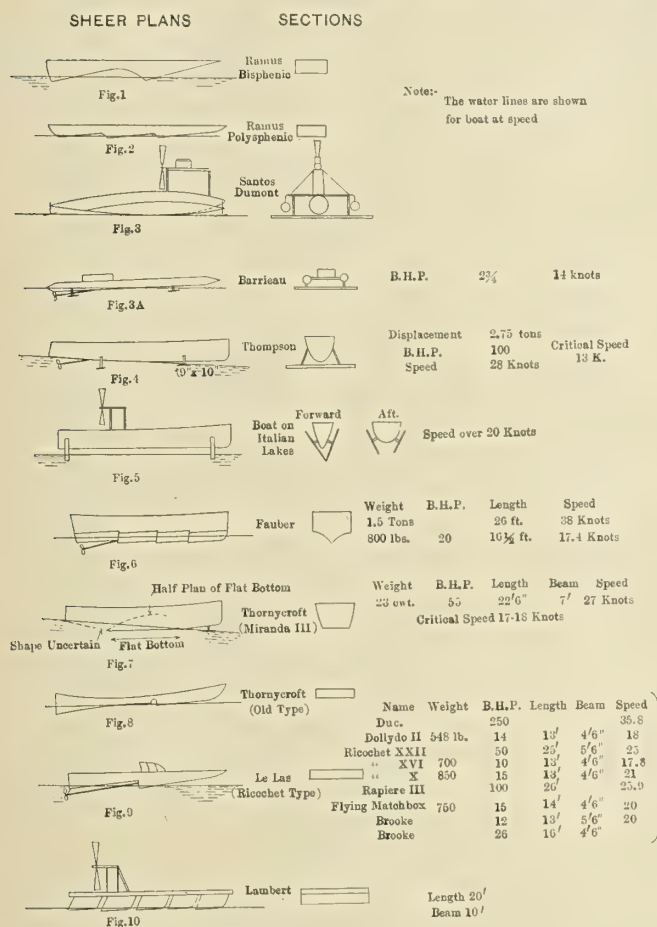 SHEER PLANS SECTIONS
Ramus
Bisphenic
Fig.1
Note:-
The water lines are shown
for boat at speed
Ramus
Polysphenic
Fig.2
Santos
Dumont
Fig.3
Barrieau B.H.P. 2¾ 14 knots
Fig.3A
Thompson
Displacement 2.75 tons
B.H.P. 100
Speed 28 Knots
Critical Speed
13 K.
Fig.4
9"x 10'
Boat on
Italian
Lakes
Forward Aft.
Speed over 20 Knots
Fig.5
Fauber
Weight B.H.P. Length Speed
1.5 Tons 26 ft. 38 Knots
800 lbs. 20 16½ ft. 17.4 Knots
Fig.6
Half Plan of Flat Bottom
Thornycroft
(Miranda III)
Weight B.H.P. Length Beam Speed
23 cwt. 55 22'6" 7' 27 Knots
Critical Speed 17-18 Knots
Shape Uncertain Flat Bottom
Fig.7
Thornycroft
(Old Type)
Fig.8
Name Weight B.H.P. Length Beam Speed
Duc. 250 35.8
Dollydo II 548 lb. 14 13' 4'6" 18
Ricochet XXII 50 25' 5'6" 25
" XVI 700 10 13' 4'6" 17.8
" X 850 15 13' 4'6" 21
Rapiere III 100 26' 25.9
Flying Matchbox 750 15 14' 4'6" 20
Brooke 12 13' 5'6" 20
Brooke 26 16' 4'6"
Le Las
(Ricochet Type)
Fig.9
Lambert
Length 20'
Beam 10'
Fig.10